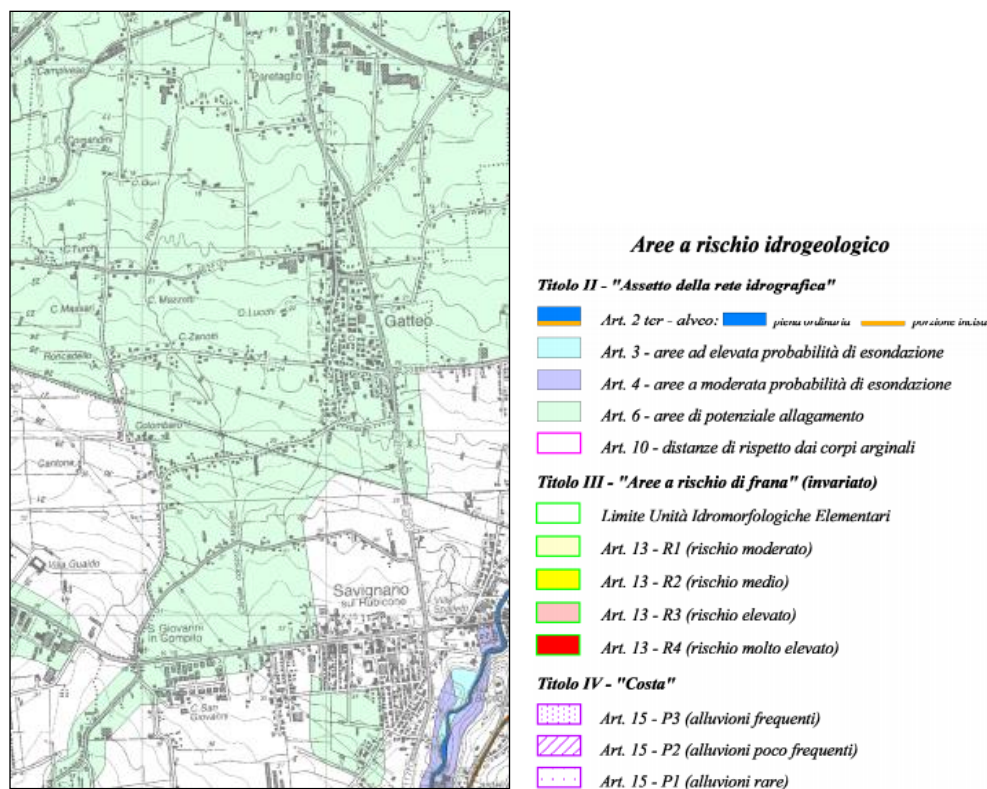 Campivese
Fosso
C. Comandini
C. Guri
C. Turchi
Fossa
C. Massari
C. Mazzotti
C. Lucchi
Gatteo
C. Zanotti
Roncadello
Colombaro
Cantone
Villa Gualdo
Savignano
sul Rubicone
Villa
S. Giovanni
in Compito
C. San
Giovanni
Aree a rischio idrogeologico
Titolo II - "Assetto della rete idrografica"
Art. 2 ter - alveo: piena ordinaria porzione incisa
Art. 3 - aree ad elevata probabilità di esondazione
Art. 4 - aree a moderata probabilità di esondazione
Art. 6 - aree di potenziale allagamento
Art. 10 - distanze di rispetto dai corpi arginali
Titolo III - "Aree a rischio di frana" (invariato)
Limite Unità Idromorfologiche Elementari
Art. 13 - R1 (rischio moderato)
Art. 13 - R2 (rischio medio)
Art. 13 - R3 (rischio elevato)
Art. 13 - R4 (rischio molto elevato)
Titolo IV - "Costa"
Art. 15 - P3 (alluvioni frequenti)
Art. 15 - P2 (alluvioni poco frequenti)
Art. 15 - P1 (alluvioni rare)